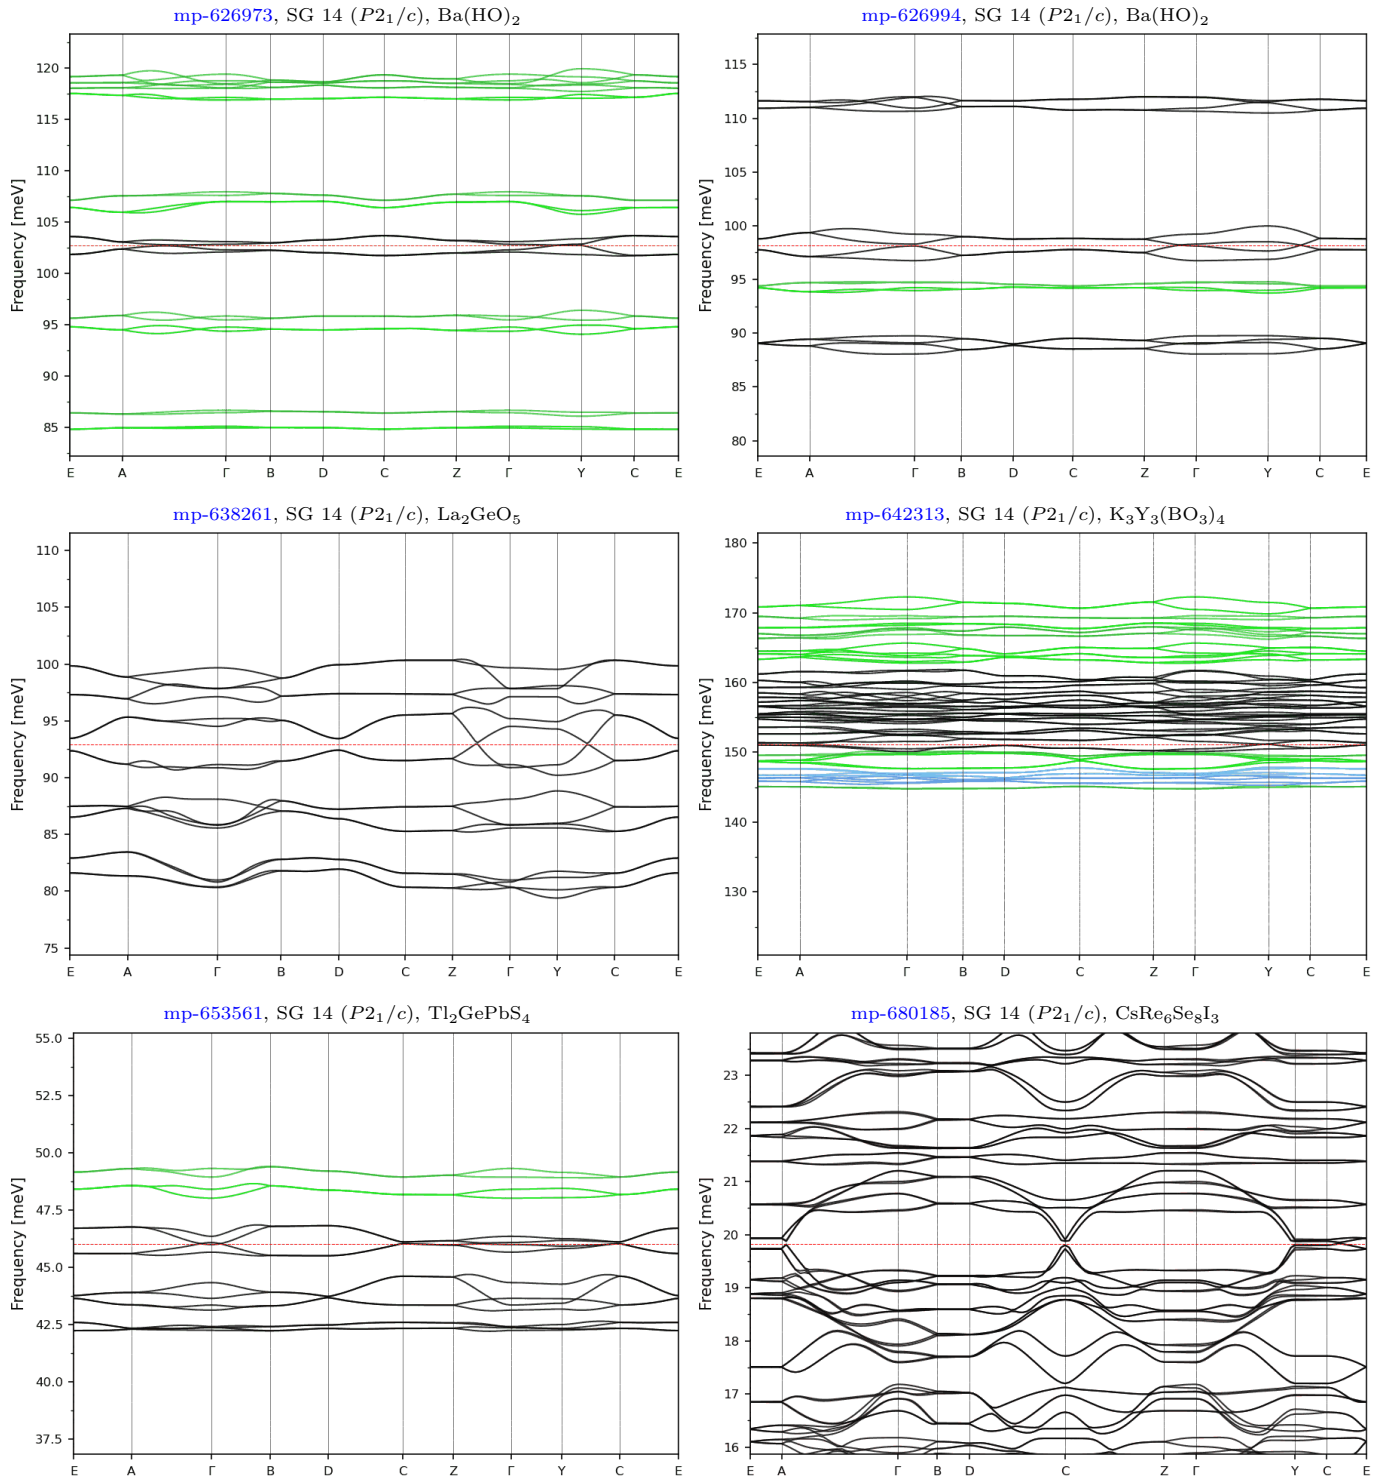 mp-626973, SG 14 (P2₁/c), Ba(HO)₂
Frequency [meV]
120
115
110
105
100
95
90
85
E A Γ B D C Z Γ Y C E
mp-626994, SG 14 (P2₁/c), Ba(HO)₂
Frequency [meV]
115
110
105
100
95
90
85
80
E A Γ B D C Z Γ Y C E
mp-638261, SG 14 (P2₁/c), La₂GeO₅
Frequency [meV]
110
105
100
95
90
85
80
75
E A Γ B D C Z Γ Y C E
mp-642313, SG 14 (P2₁/c), K₃Y₃(BO₃)₄
Frequency [meV]
180
170
160
150
140
130
E A Γ B D C Z Γ Y C E
mp-653561, SG 14 (P2₁/c), Tl₂GePbS₄
Frequency [meV]
55.0
52.5
50.0
47.5
45.0
42.5
40.0
37.5
E A Γ B D C Z Γ Y C E
mp-680185, SG 14 (P2₁/c), CsRe₆Se₈I₃
Frequency [meV]
23
22
21
20
19
18
17
16
E A Γ B D C Z Γ Y C E